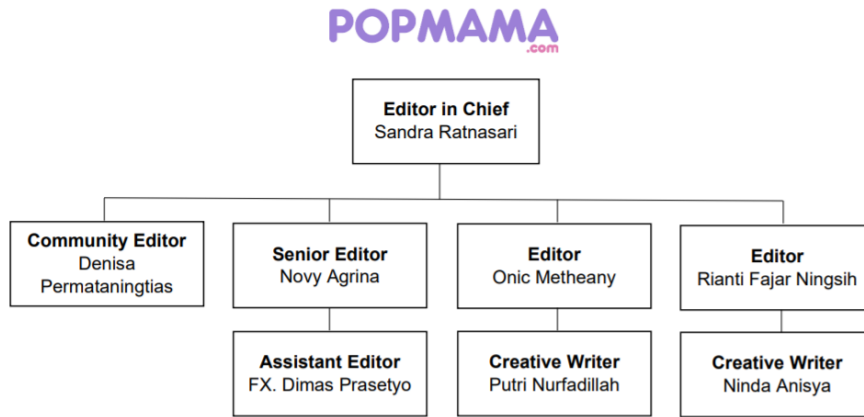 POPMAMA
.com
Editor in Chief
Sandra Ratnasari
Community Editor
Denisa
Permataningtias
Senior Editor
Novy Agrina
Editor
Onic Metheany
Editor
Rianti Fajar Ningsih
Assistant Editor
FX. Dimas Prasetyo
Creative Writer
Putri Nurfadillah
Creative Writer
Ninda Anisya